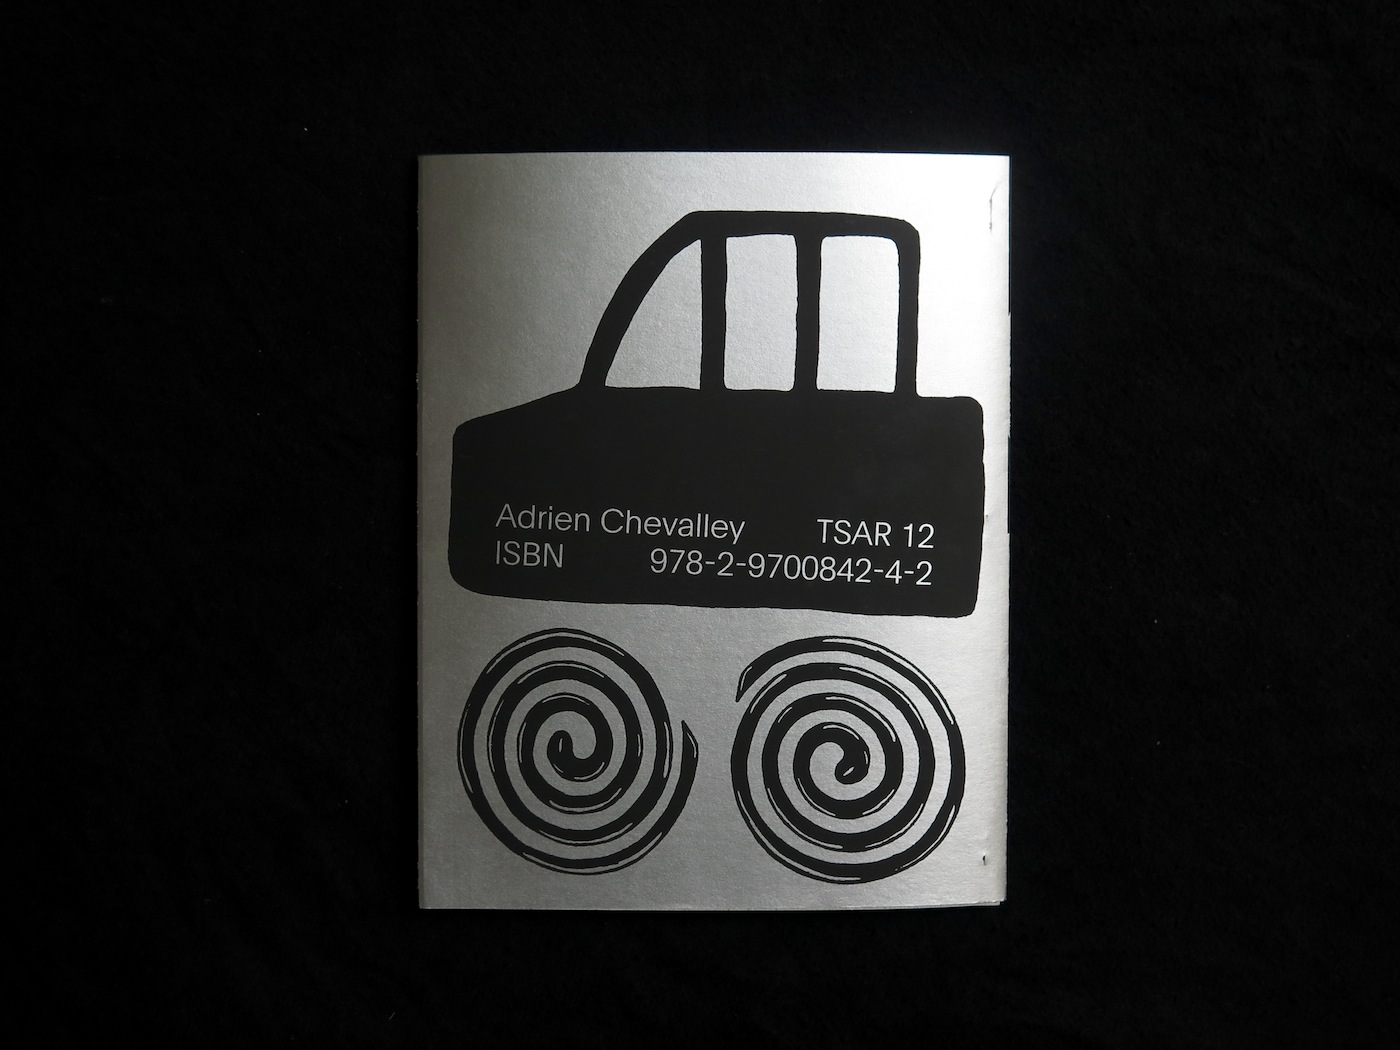 Adrien Chevalley TSAR 12
ISBN 978-2-9700842-4-2